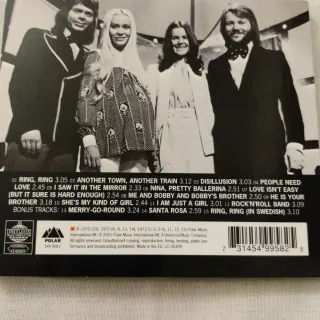 01 RING, RING 3.05 02 ANOTHER TOWN, ANOTHER TRAIN 3.12 03 DISILLUSION 3.03 04 PEOPLE NEED
LOVE 2.45 05 I SAW IT IN THE MIRROR 2.33 06 NINA, PRETTY BALLERINA 2.51 07 LOVE ISN'T EASY
(BUT IT SURE IS HARD ENOUGH) 2.54 08 ME AND BOBBY AND BOBBY'S BROTHER 2.50 09 HE IS YOUR
BROTHER 3.18 10 SHE'S MY KIND OF GIRL 2.44 11 I AM JUST A GIRL 3.01 12 ROCK'N'ROLL BAND 3.09
BONUS TRACKS: 13 MERRY-GO-ROUND 3.24 14 SANTA ROSA 2.59 15 RING, RING (IN SWEDISH) 3.10
POLAR
7 31454 99582 5